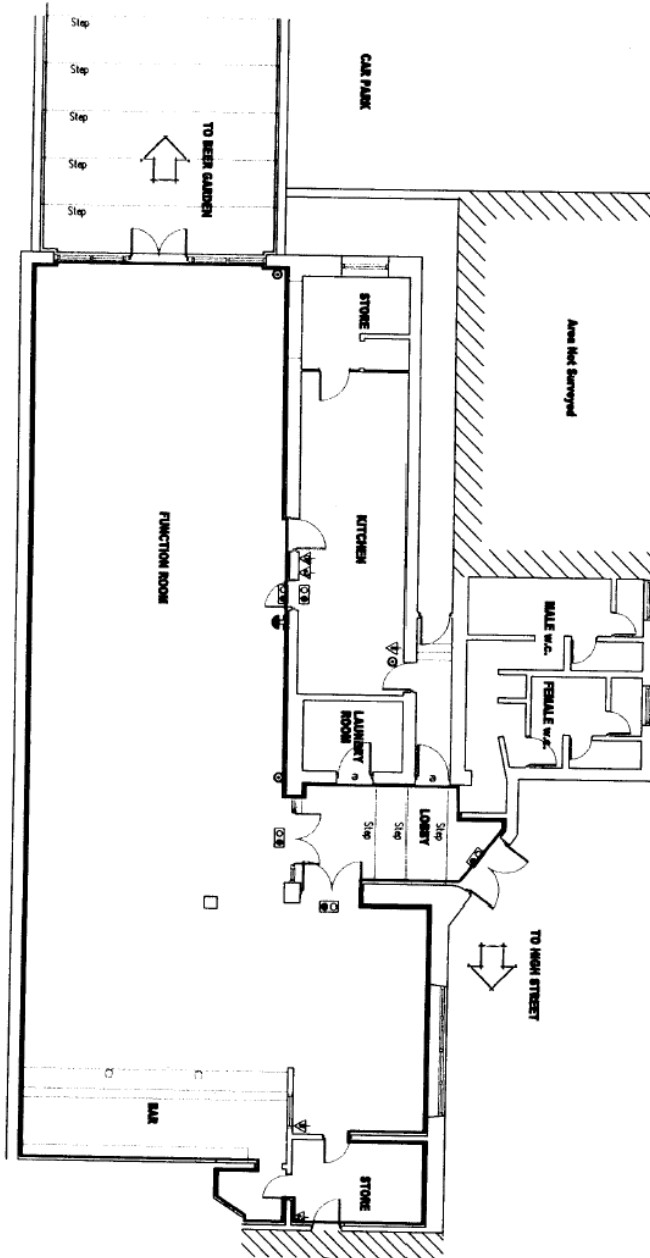 Step
Step
Step
Step
Step
CAR PARK
TO BEER GARDEN
Area Not Surveyed
STORE
FUNCTION ROOM
KITCHEN
MALE w.c.
FEMALE w.c.
LAUNDRY
ROOM
LOBBY
Step
Step
Step
TO HIGH STREET
BAR
STORE